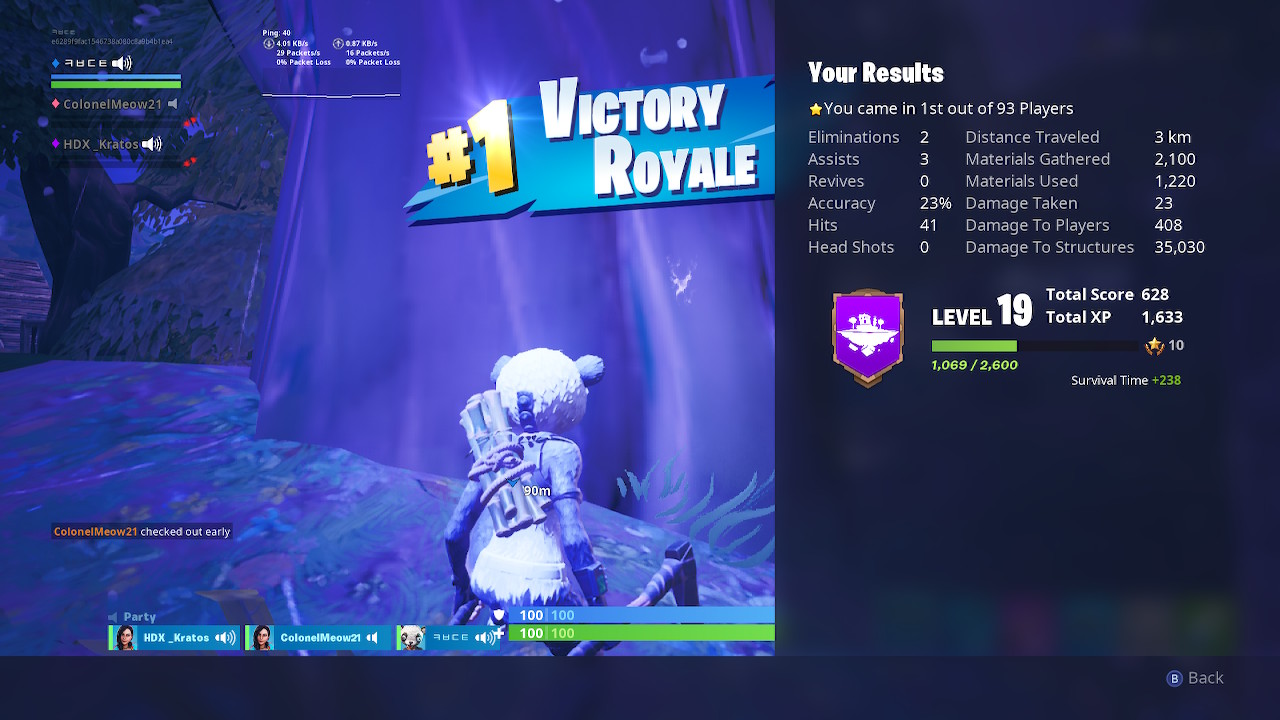 ㅋㅂㄷㅌ
Ping: 40
4.01 KB/s 0.87 KB/s
29 Packets/s 16 Packets/s
0% Packet Loss 0% Packet Loss
ㅋㅂㄷㅌ
ColonelMeow21
HDX_Kratos
#1 Victory Royale
90m
ColonelMeow21 checked out early
Party
HDX_Kratos ColonelMeow21 ㅋㅂㄷㅌ
100 100
100 100
Your Results
You came in 1st out of 93 Players
Eliminations 2 Distance Traveled 3 km
Assists 3 Materials Gathered 2,100
Revives 0 Materials Used 1,220
Accuracy 23% Damage Taken 23
Hits 41 Damage To Players 408
Head Shots 0 Damage To Structures 35,030
LEVEL 19
Total Score 628
Total XP 1,633
10
1,069 / 2,600
Survival Time +238
B Back